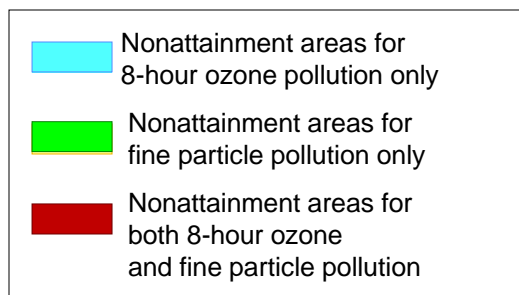 Nonattainment areas for
8-hour ozone pollution only
Nonattainment areas for
fine particle pollution only
Nonattainment areas for
both 8-hour ozone
and fine particle pollution